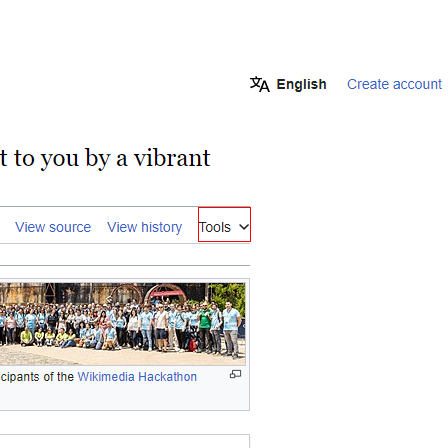 English Create account
t to you by a vibrant
View source View history Tools
cipants of the Wikimedia Hackathon